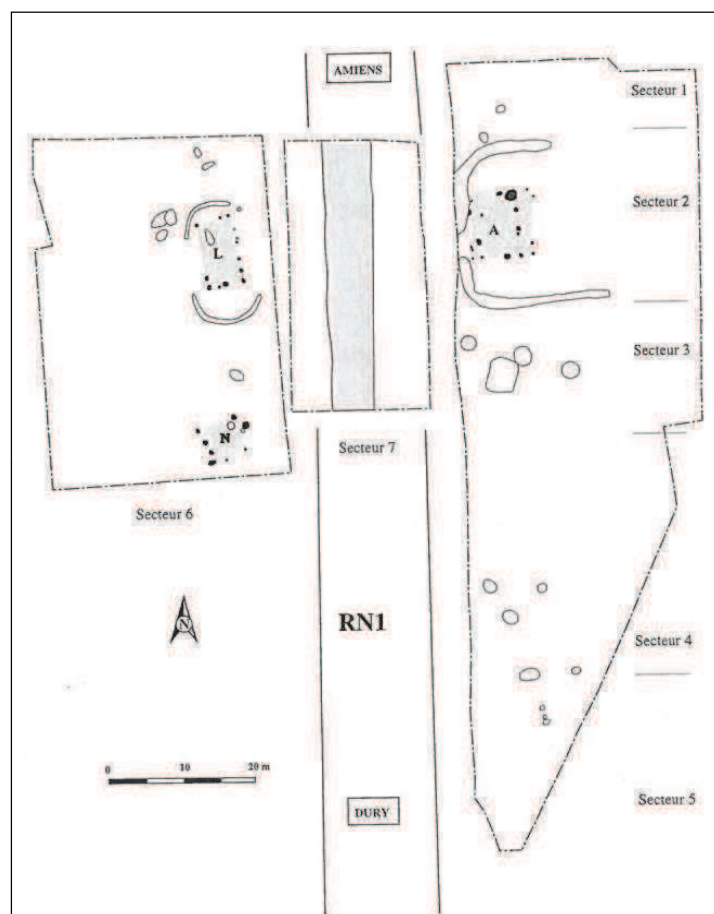 AMIENS
Secteur 1
Secteur 2
A
L
Secteur 3
N
Secteur 7
Secteur 6
N
RN1
Secteur 4
0 10 20 m
DURY
Secteur 5